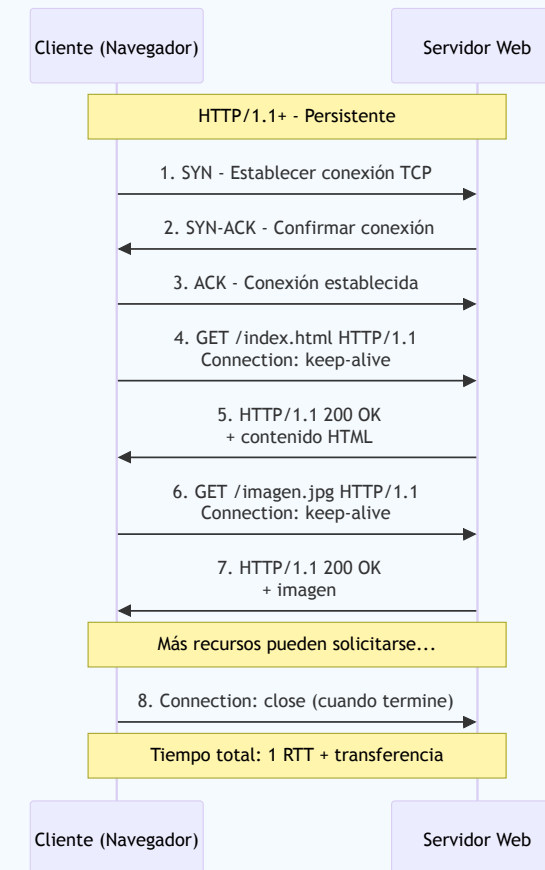 Cliente (Navegador)
Servidor Web
HTTP/1.1+ - Persistente
1. SYN - Establecer conexión TCP
2. SYN-ACK - Confirmar conexión
3. ACK - Conexión establecida
4. GET /index.html HTTP/1.1
Connection: keep-alive
5. HTTP/1.1 200 OK
+ contenido HTML
6. GET /imagen.jpg HTTP/1.1
Connection: keep-alive
7. HTTP/1.1 200 OK
+ imagen
Más recursos pueden solicitarse...
8. Connection: close (cuando termine)
Tiempo total: 1 RTT + transferencia
Cliente (Navegador)
Servidor Web